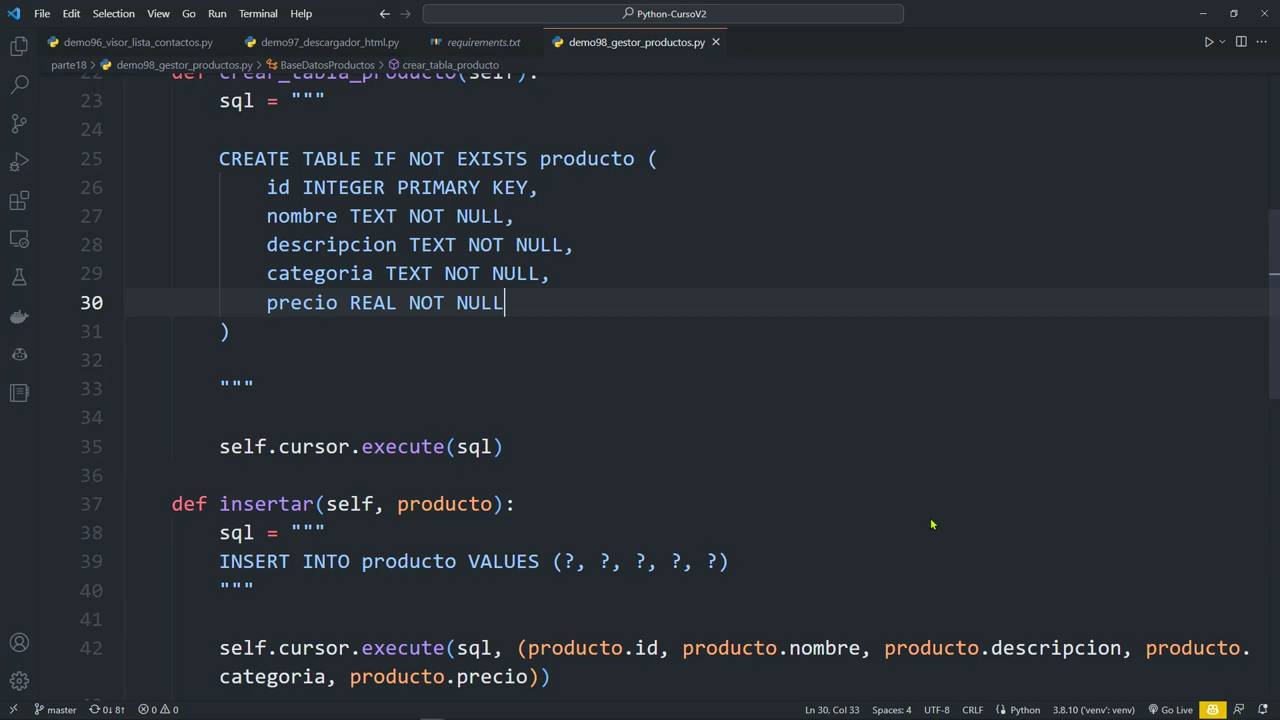 File Edit Selection View Go Run Terminal Help
Python-CursoV2
demo96_visor_lista_contactos.py demo97_descargador_html.py requirements.txt demo98_gestor_productos.py
parte18 > demo98_gestor_productos.py > BaseDatosProductos > crear_tabla_producto
22 def crear_tabla_producto(self):
23 sql = """
24
25 CREATE TABLE IF NOT EXISTS producto (
26 id INTEGER PRIMARY KEY,
27 nombre TEXT NOT NULL,
28 descripcion TEXT NOT NULL,
29 categoria TEXT NOT NULL,
30 precio REAL NOT NULL
31 )
32
33 """
34
35 self.cursor.execute(sql)
36
37 def insertar(self, producto):
38 sql = """
39 INSERT INTO producto VALUES (?, ?, ?, ?, ?)
40 """
41
42 self.cursor.execute(sql, (producto.id, producto.nombre, producto.descripcion, producto.
categoria, producto.precio))
master 0↓ 8↑ 0 0 Ln 30, Col 33 Spaces: 4 UTF-8 CRLF Python 3.8.10 ('venv': venv) Go Live